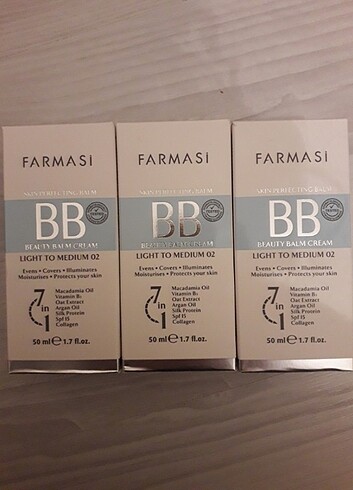 FARMASİ
SKIN PERFECTING BALM
BB
BEAUTY BALM CREAM
LIGHT TO MEDIUM 02
Evens • Covers • Illuminates
Moisturises • Protects your skin
7 in 1
Macadamia Oil
Vitamin B₅
Oat Extract
Argan Oil
Silk Protein
Spf 15
Collagen
50 ml ℮ 1.7 fl.oz.
FARMASİ
SKIN PERFECTING BALM
BB
BEAUTY BALM CREAM
LIGHT TO MEDIUM 02
Evens • Covers • Illuminates
Moisturises • Protects your skin
7 in 1
Macadamia Oil
Vitamin B₅
Oat Extract
Argan Oil
Silk Protein
Spf 15
Collagen
50 ml ℮ 1.7 fl.oz.
FARMASİ
SKIN PERFECTING BALM
BB
BEAUTY BALM CREAM
LIGHT TO MEDIUM 02
Evens • Covers • Illuminates
Moisturises • Protects your skin
7 in 1
Macadamia Oil
Vitamin B₅
Oat Extract
Argan Oil
Silk Protein
Spf 15
Collagen
50 ml ℮ 1.7 fl.oz.